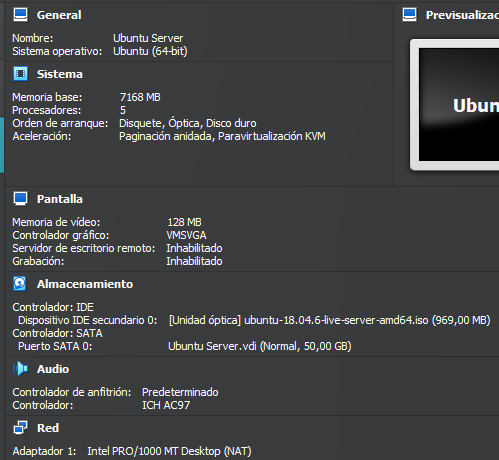 General
Nombre: Ubuntu Server
Sistema operativo: Ubuntu (64-bit)
Sistema
Memoria base: 7168 MB
Procesadores: 5
Orden de arranque: Disquete, Óptica, Disco duro
Aceleración: Paginación anidada, Paravirtualización KVM
Previsualizac
Ubun
Pantalla
Memoria de vídeo: 128 MB
Controlador gráfico: VMSVGA
Servidor de escritorio remoto: Inhabilitado
Grabación: Inhabilitado
Almacenamiento
Controlador: IDE
Dispositivo IDE secundario 0: [Unidad óptica] ubuntu-18.04.6-live-server-amd64.iso (969,00 MB)
Controlador: SATA
Puerto SATA 0: Ubuntu Server.vdi (Normal, 50,00 GB)
Audio
Controlador de anfitrión: Predeterminado
Controlador: ICH AC97
Red
Adaptador 1: Intel PRO/1000 MT Desktop (NAT)